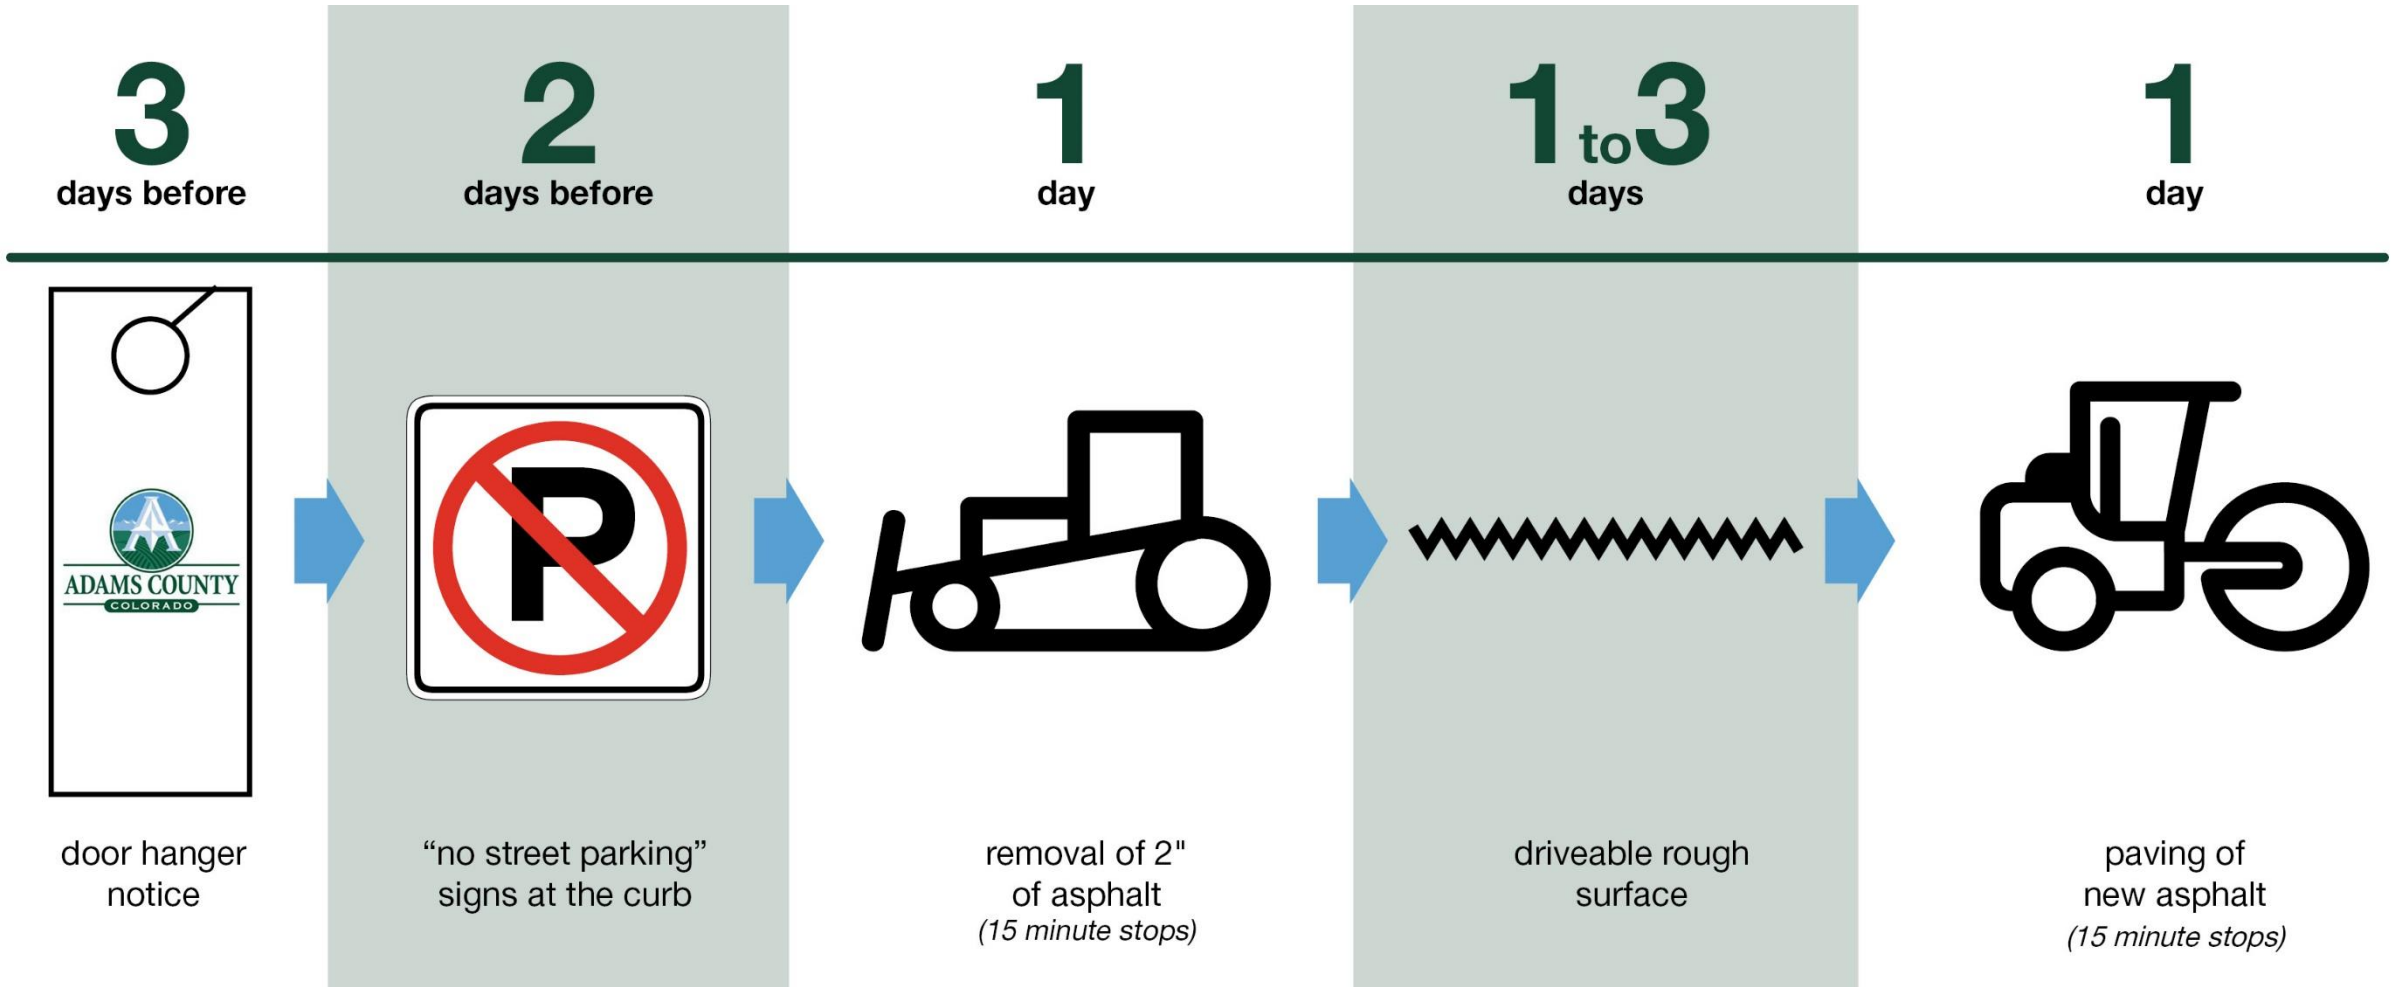 3
days before
2
days before
1
day
1 to 3
days
1
day
P
ADAMS COUNTY
COLORADO
door hanger
notice
“no street parking”
signs at the curb
removal of 2"
of asphalt
(15 minute stops)
driveable rough
surface
paving of
new asphalt
(15 minute stops)